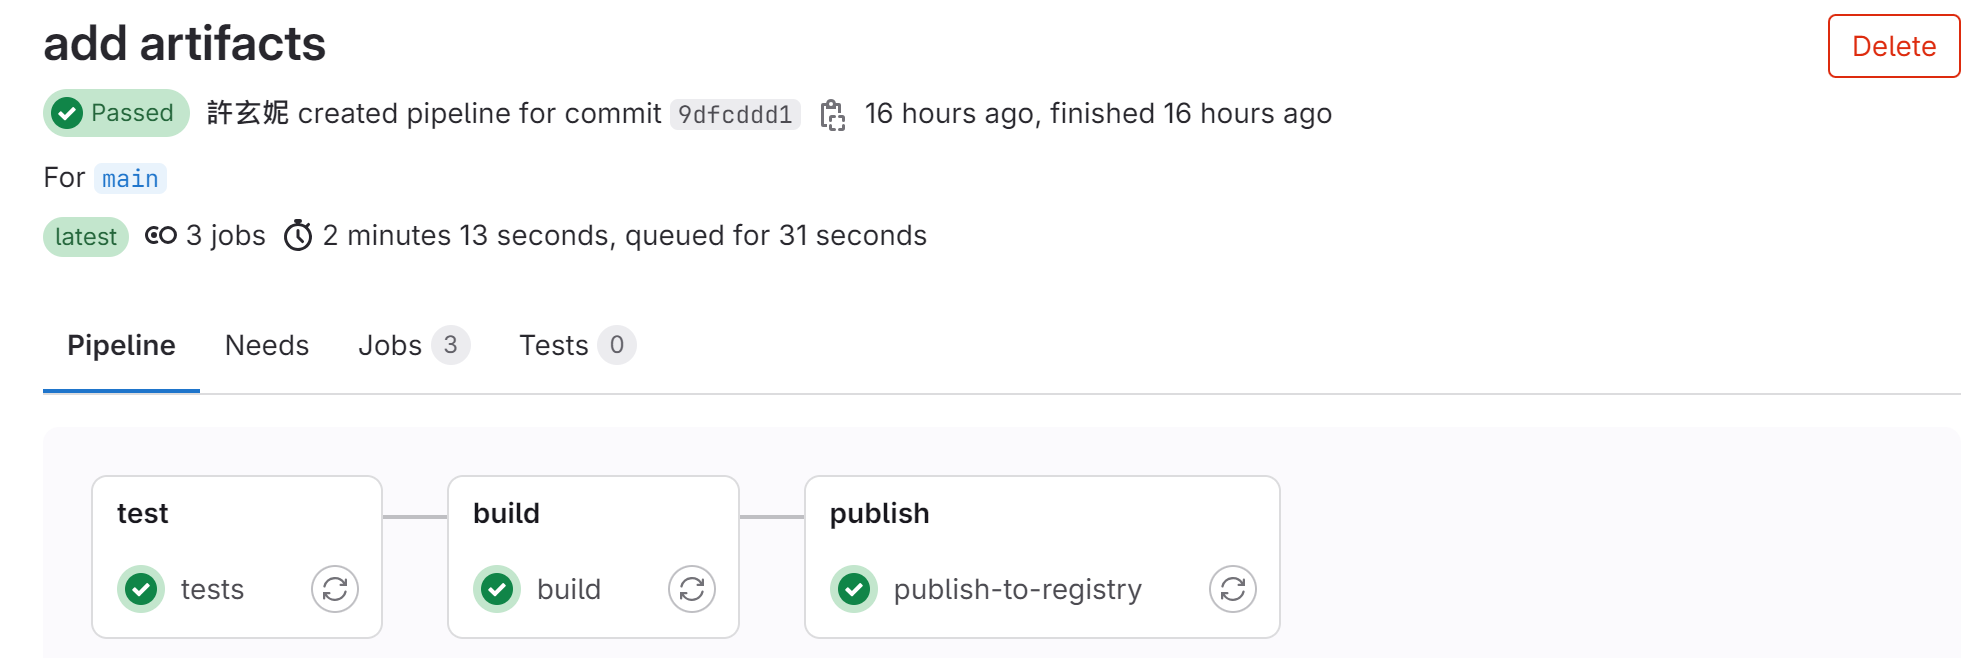 add artifacts
Delete
Passed 許玄妮 created pipeline for commit 9dfcddd1 16 hours ago, finished 16 hours ago
For main
latest 3 jobs 2 minutes 13 seconds, queued for 31 seconds
Pipeline Needs Jobs 3 Tests 0
test build publish
tests build publish-to-registry